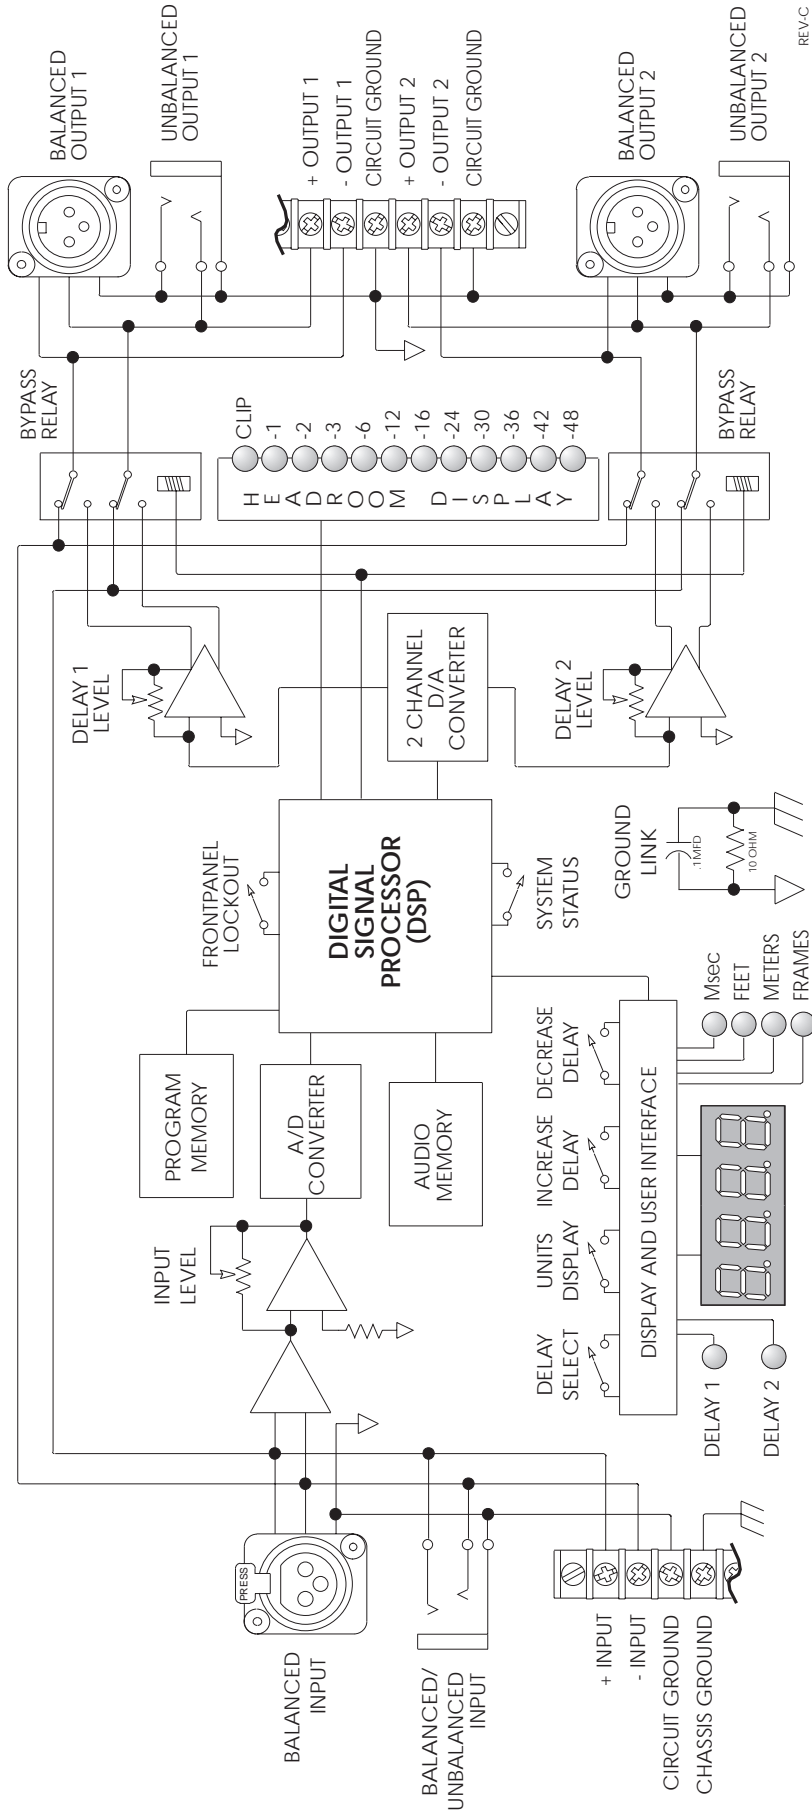 BALANCED
INPUT
PRESS
BALANCED/
UNBALANCED
INPUT
+ INPUT
- INPUT
CIRCUIT GROUND
CHASSIS GROUND
INPUT
LEVEL
PROGRAM
MEMORY
A/D
CONVERTER
AUDIO
MEMORY
FRONTPANEL
LOCKOUT
DIGITAL
SIGNAL
PROCESSOR
(DSP)
SYSTEM
STATUS
DELAY
SELECT
UNITS
DISPLAY
INCREASE
DELAY
DECREASE
DELAY
DISPLAY AND USER INTERFACE
DELAY 1
DELAY 2
Msec
FEET
METERS
FRAMES
GROUND
LINK
.1 MFD
10 OHM
DELAY 1
LEVEL
2 CHANNEL
D/A
CONVERTER
DELAY 2
LEVEL
BYPASS
RELAY
HEADROOM DISPLAY
CLIP
-1
-2
-3
-6
-12
-16
-24
-30
-36
-42
-48
BYPASS
RELAY
BALANCED
OUTPUT 1
UNBALANCED
OUTPUT 1
+ OUTPUT 1
- OUTPUT 1
CIRCUIT GROUND
+ OUTPUT 2
- OUTPUT 2
CIRCUIT GROUND
BALANCED
OUTPUT 2
UNBALANCED
OUTPUT 2
REV-C